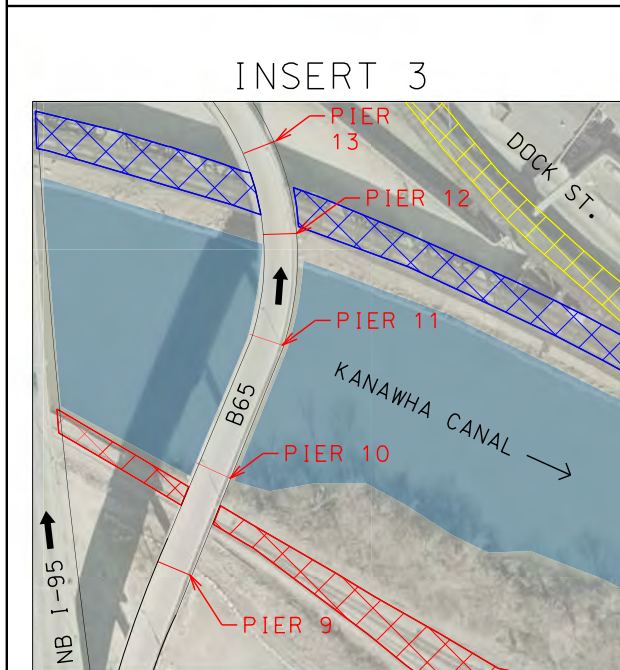 INSERT 3
PIER
13
DOCK ST.
PIER 12
PIER 11
KANAWHA CANAL
B65
PIER 10
NB I-95
PIER 9